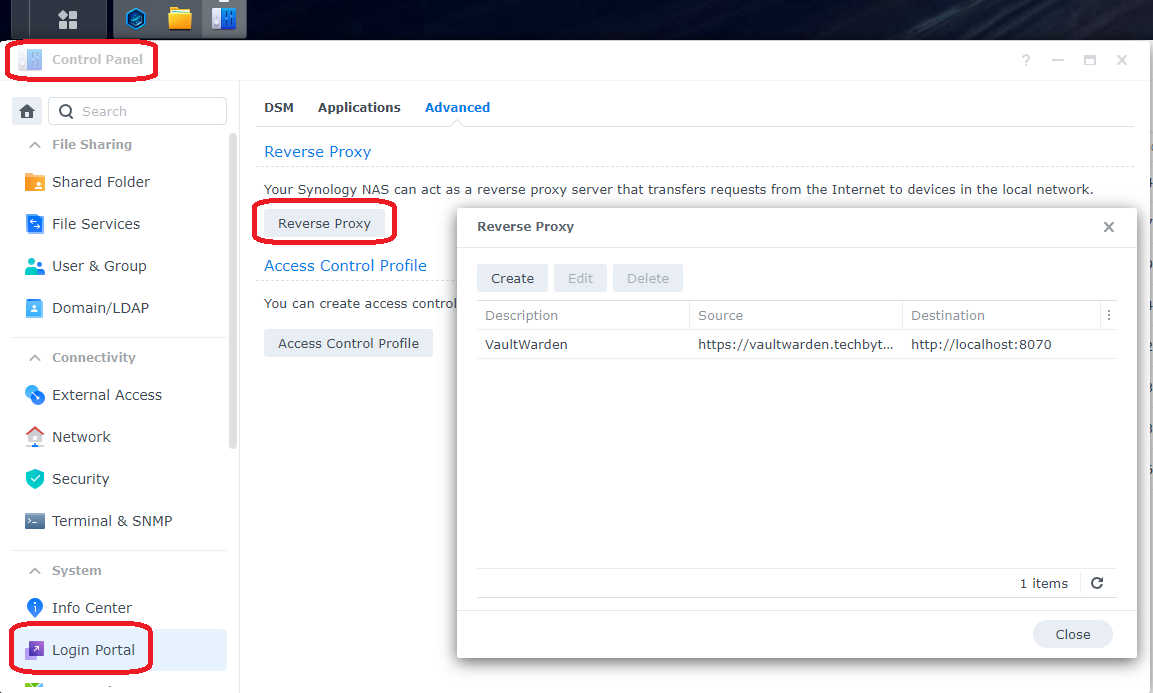 Control Panel
?
Search
File Sharing
Shared Folder
File Services
User & Group
Domain/LDAP
Connectivity
External Access
Network
Security
Terminal & SNMP
System
Info Center
Login Portal
DSM Applications Advanced
Reverse Proxy
Your Synology NAS can act as a reverse proxy server that transfers requests from the Internet to devices in the local network.
Reverse Proxy
Access Control Profile
You can create access control
Access Control Profile
Reverse Proxy
Create Edit Delete
Description Source Destination
VaultWarden https://vaultwarden.techbyt... http://localhost:8070
1 items
Close